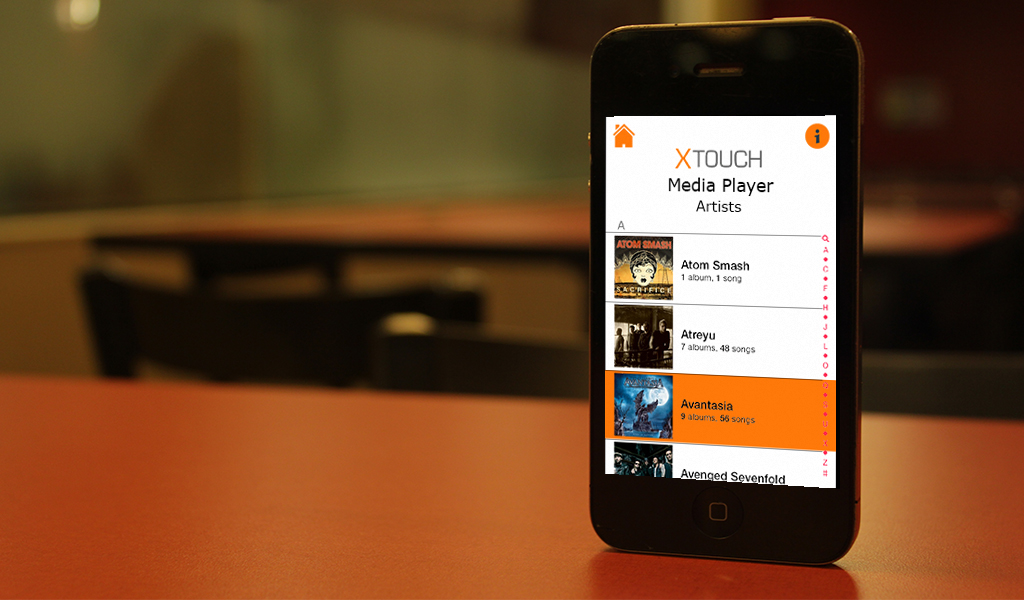 XTOUCH
Media Player
Artists
A
ATOM SMASH
SACRIFICE
Atom Smash
1 album, 1 song
Atreyu
7 albums, 48 songs
Avantasia
9 albums, 56 songs
Avenged Sevenfold
A
C
F
H
J
L
O
Z
#